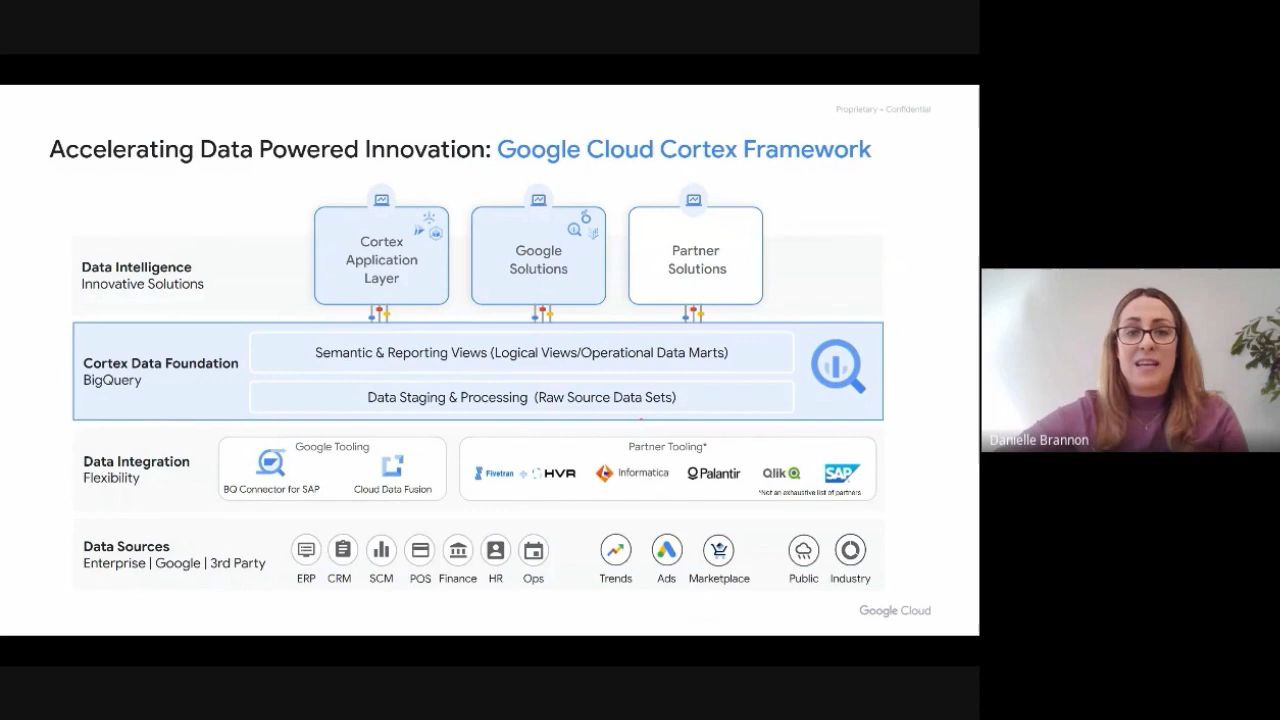 Proprietary + Confidential
Accelerating Data Powered Innovation: Google Cloud Cortex Framework
Cortex
Application
Layer
Google
Solutions
Partner
Solutions
Data Intelligence
Innovative Solutions
Cortex Data Foundation
BigQuery
Semantic & Reporting Views (Logical Views/Operational Data Marts)
Data Staging & Processing (Raw Source Data Sets)
Data Integration
Flexibility
Google Tooling
BQ Connector for SAP
Cloud Data Fusion
Partner Tooling*
Fivetran + HVR
Informatica
Palantir
Qlik
SAP
*Not an exhaustive list of partners
Data Sources
Enterprise | Google | 3rd Party
ERP CRM SCM POS Finance HR Ops Trends Ads Marketplace Public Industry
Google Cloud
Danielle Brannon